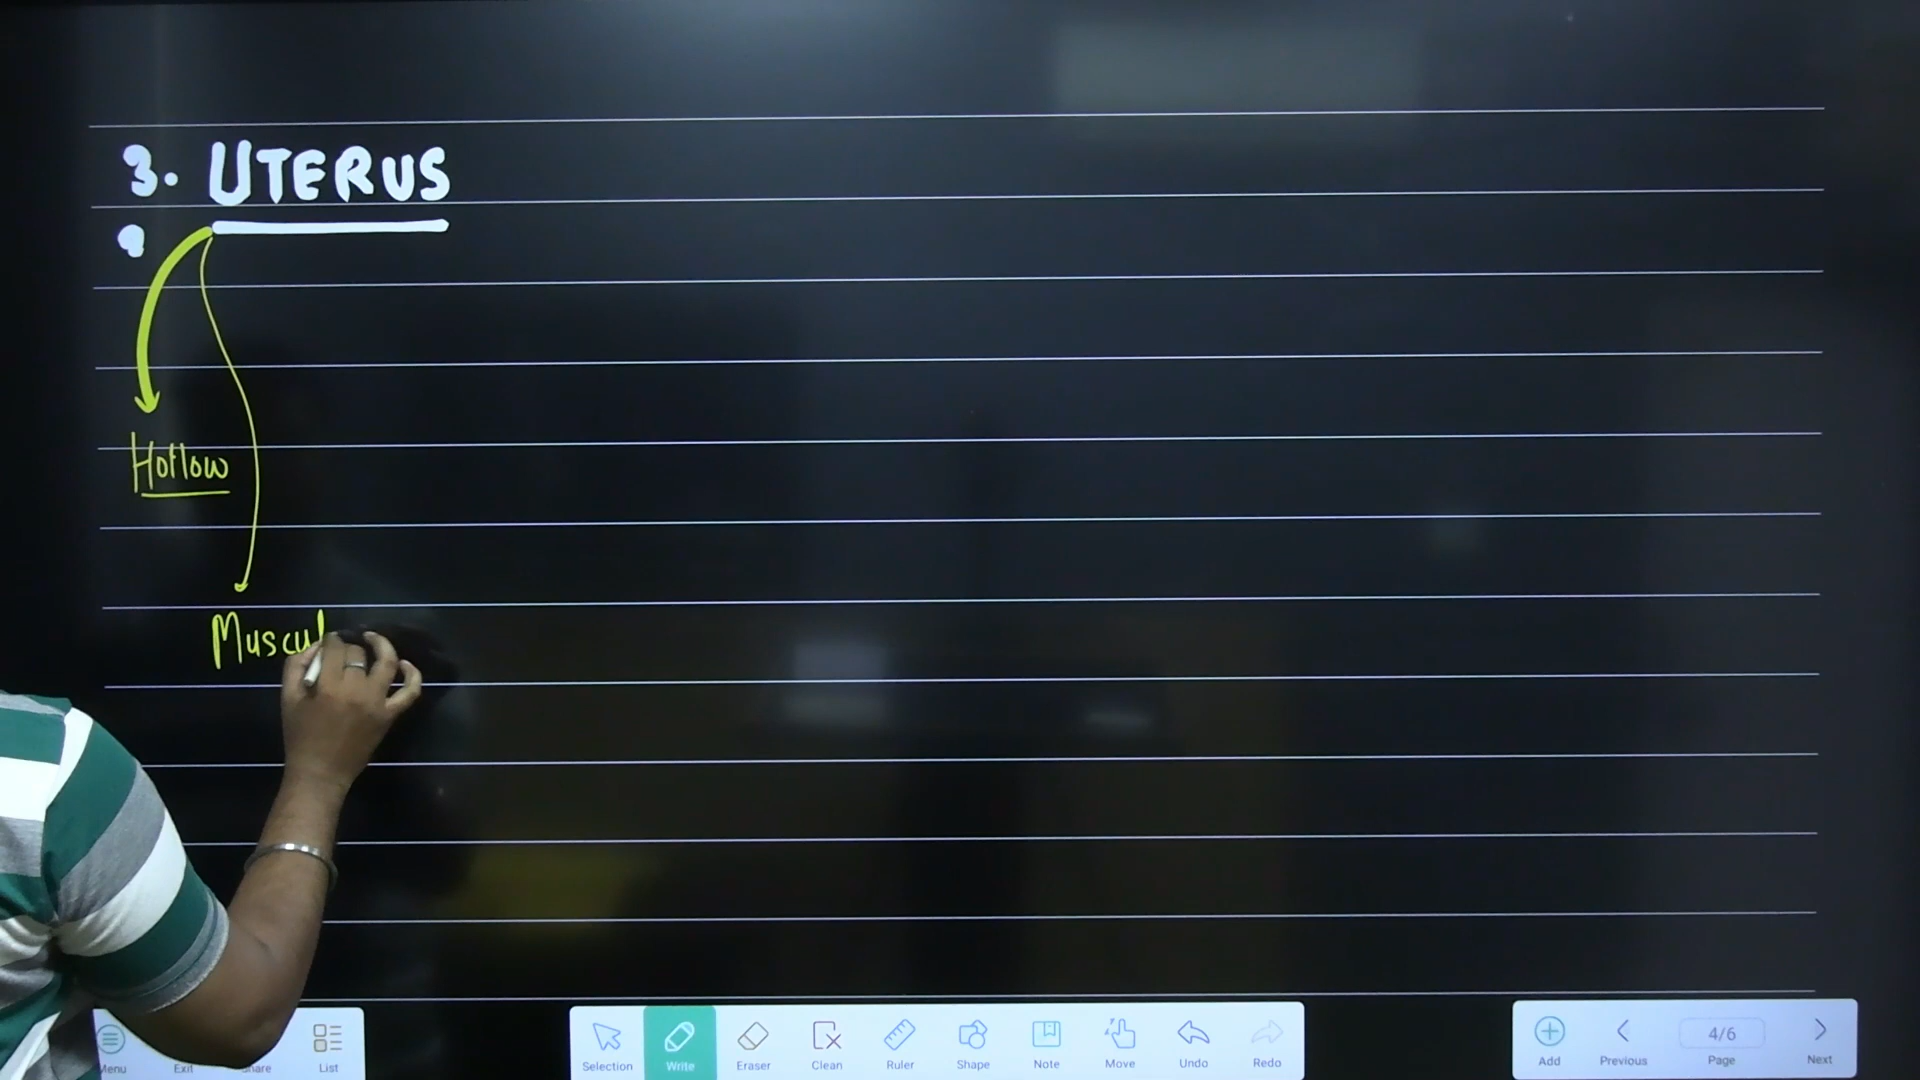 3. UTERUS
Hollow
Muscul
Menu Exit Share List
Selection Write Eraser Clean Ruler Shape Note Move Undo Redo
Add Previous 4/6 Page Next